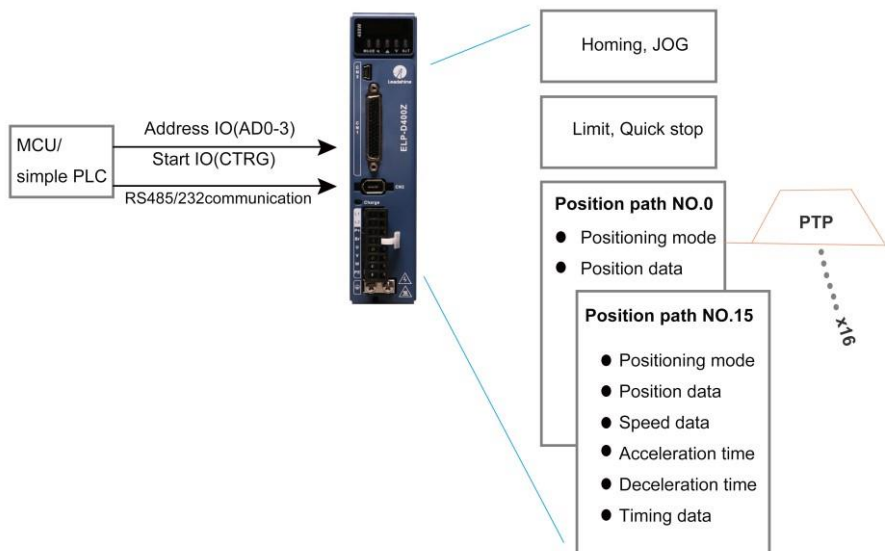 MCU/
simple PLC
Address IO(AD0-3)
Start IO(CTRG)
RS485/232communication
400W
Leadshine
ELP-D400Z
CN1
Charge
Homing, JOG
Limit, Quick stop
Position path NO.0
● Positioning mode
● Position data
PTP
x16
Position path NO.15
● Positioning mode
● Position data
● Speed data
● Acceleration time
● Deceleration time
● Timing data